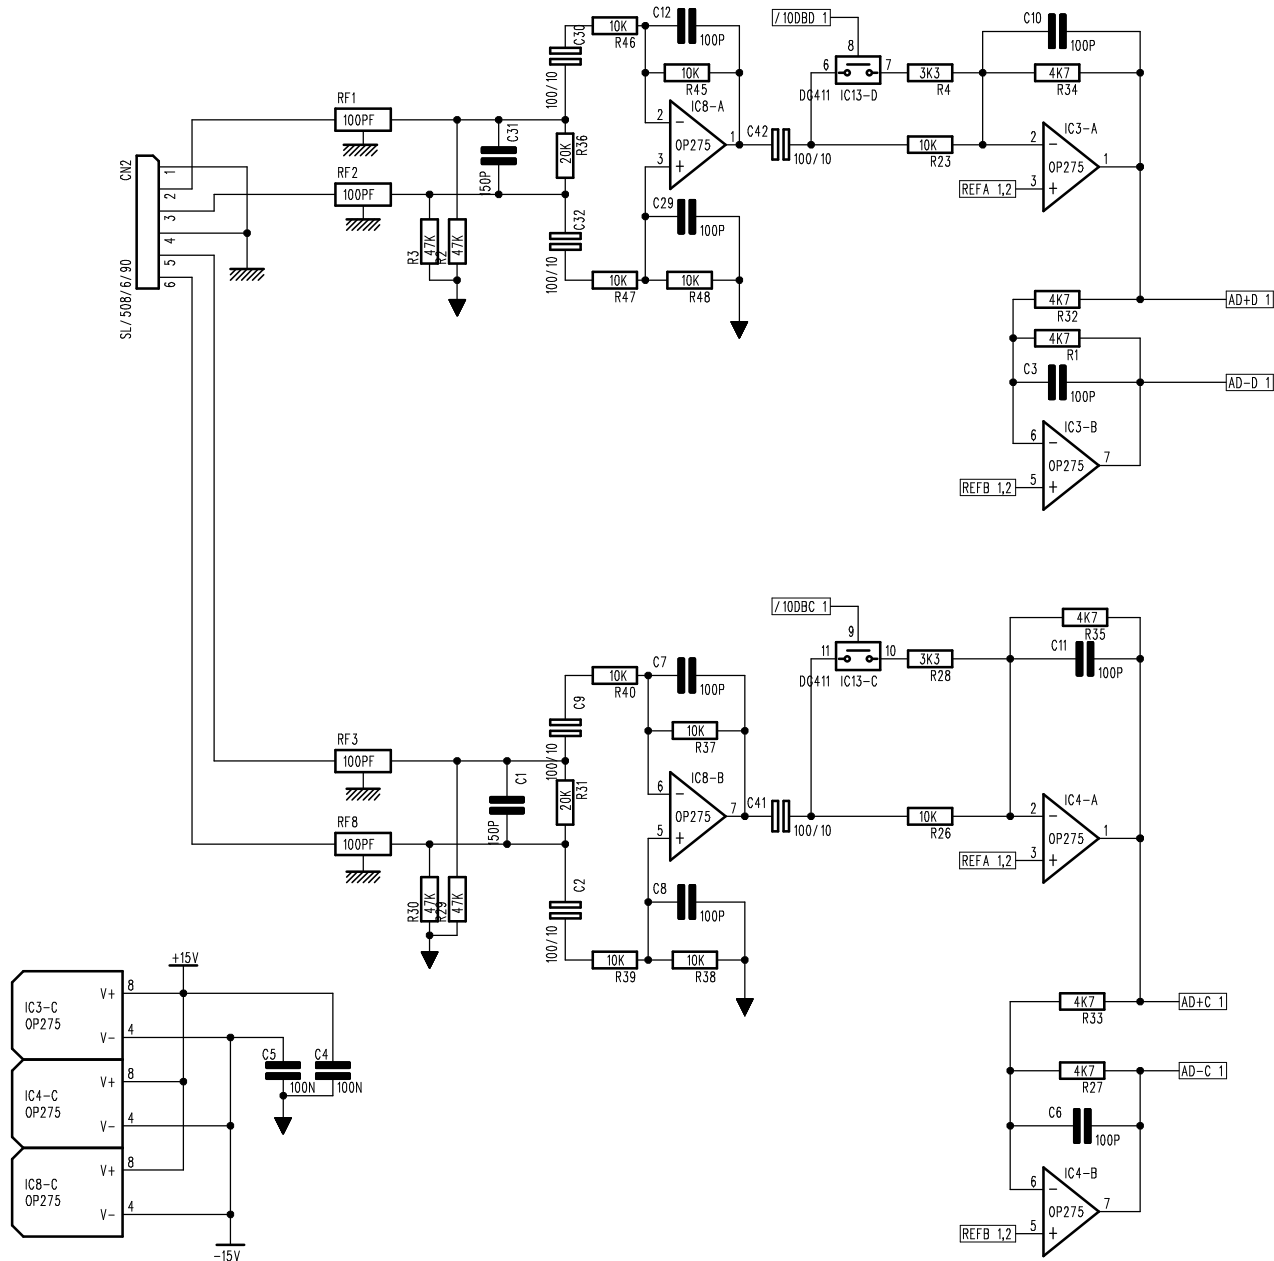 C12
100P
10K
R46
C30
100/10
10K
R45
IC8-A
/10DBD 1
8
6
7
DG411
IC13-D
3K3
R4
C10
100P
4K7
R34
RF1
100PF
C31
150P
20K
R36
2
OP275
3
1
C42
100/10
10K
R23
2
IC3-A
OP275
1
REFA 1,2
3
CN2
1
2
3
4
5
6
SL/508/6/90
RF2
100PF
R3
47K
R2
47K
C32
100/10
C29
100P
10K
R47
10K
R48
4K7
R32
AD+D 1
4K7
R1
C3
100P
AD-D 1
IC3-B
6
OP275
7
REFB 1,2
5
/10DBC 1
9
11
10
DG411
IC13-C
3K3
R28
4K7
R35
C11
100P
C7
100P
10K
R40
C9
100/10
10K
R37
RF3
100PF
C1
150P
20K
R31
IC8-B
6
OP275
5
7
C41
100/10
10K
R26
IC4-A
2
OP275
1
REFA 1,2
3
RF8
100PF
R30
47K
R29
47K
C2
100/10
C8
100P
10K
R39
10K
R38
+15V
IC3-C
OP275
V+
8
V-
4
C5
100N
C4
100N
IC4-C
OP275
V+
8
V-
4
IC8-C
OP275
V+
8
V-
4
-15V
4K7
R33
AD+C 1
4K7
R27
AD-C 1
C6
100P
IC4-B
6
OP275
7
REFB 1,2
5